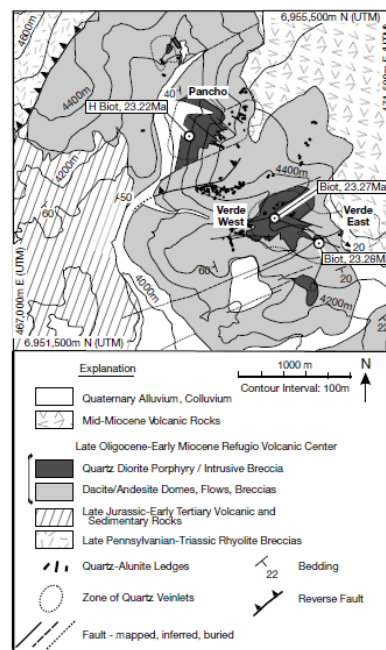 6,955,500m N (UTM)
4600m
4400m
4200m
40
Pancho
H Biot, 23.22Ma
4400m
Biot, 23.27Ma
50
60
Verde
West
Verde
East
Biot, 23.28Ma
20
20
60
4000m
4200m
22
467,000m E (UTM)
6,951,500m N (UTM)
Explanation
1000 m
Contour Interval: 100m
N
Quaternary Alluvium, Colluvium
Mid-Miocene Volcanic Rocks
Late Oligocene-Early Miocene Refugio Volcanic Center
Quartz Diorite Porphyry / Intrusive Breccia
Dacite/Andesite Domes, Flows, Breccias
Late Jurassic-Early Tertiary Volcanic and
Sedimentary Rocks
Late Pennsylvanian-Triassic Rhyolite Breccias
Quartz-Alunite Ledges
Bedding
22
Zone of Quartz Veinlets
Reverse Fault
Fault - mapped, inferred, buried